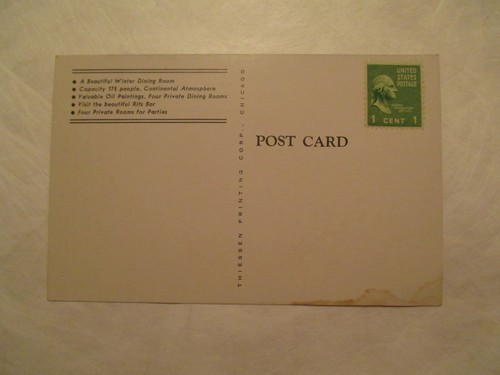 A Beautiful Winter Dining Room
Capacity 175 people, Continental Atmosphere
Valuable Oil Paintings, Four Private Dining Rooms
Visit the beautiful Ritz Bar
Four Private Rooms for Parties
THIESSEN PRINTING CORP., CHICAGO
POST CARD
UNITED
STATES
POSTAGE
1 CENT 1